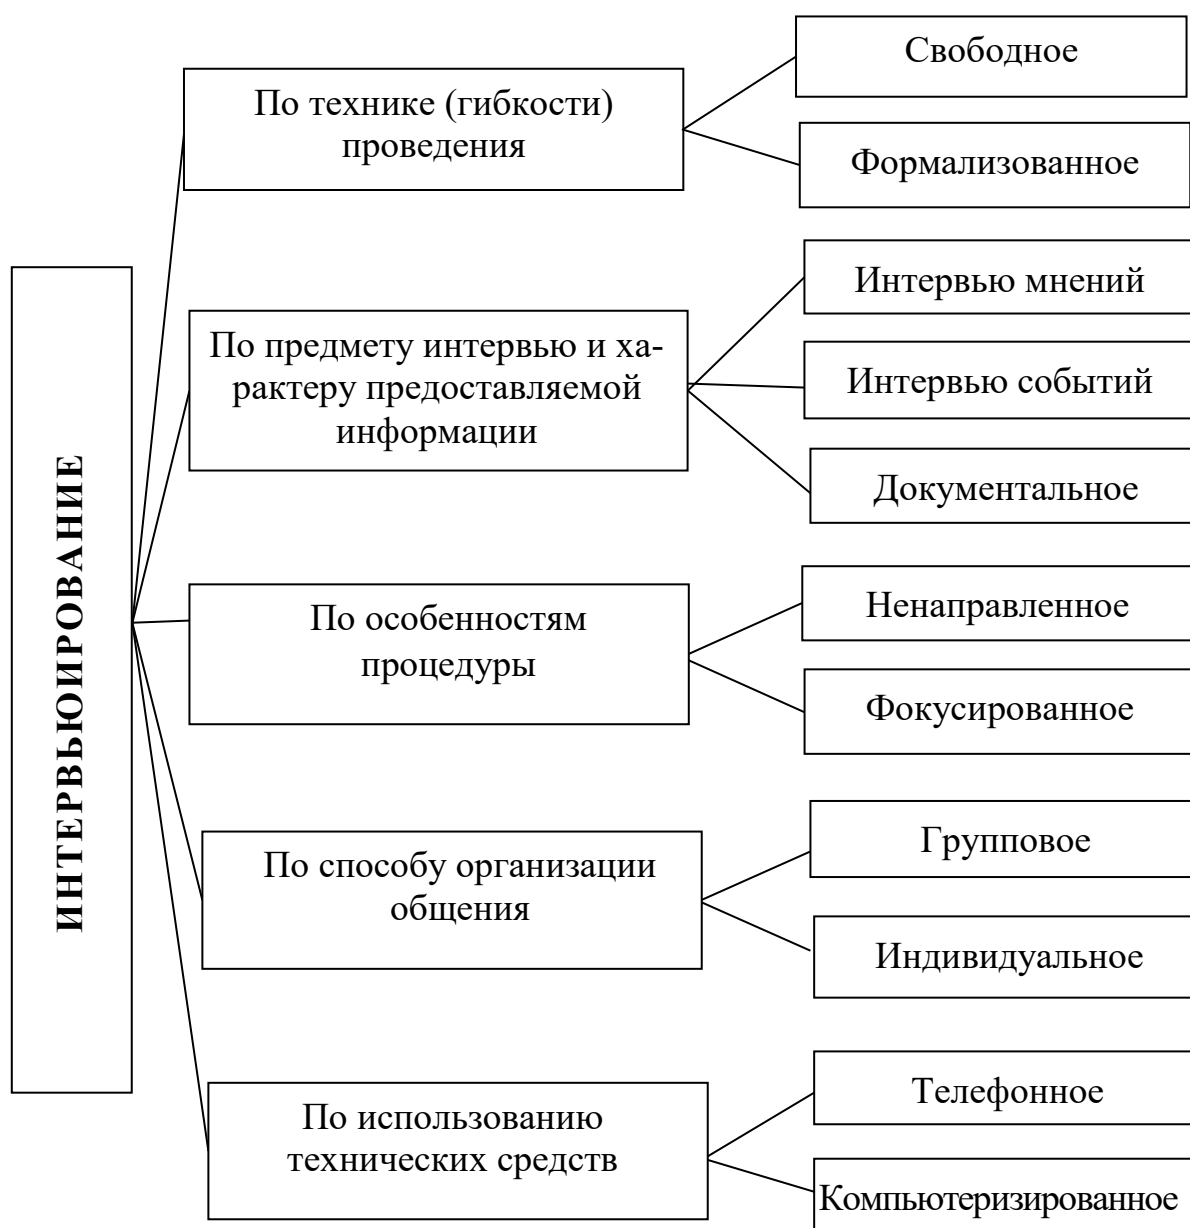 ИНТЕРВЬЮИРОВАНИЕ
По технике (гибкости)
проведения
Свободное
Формализованное
По предмету интервью и ха-
рактеру предоставляемой
информации
Интервью мнений
Интервью событий
Документальное
По особенностям
процедуры
Ненаправленное
Фокусированное
По способу организации
общения
Групповое
Индивидуальное
По использованию
технических средств
Телефонное
Компьютеризированное